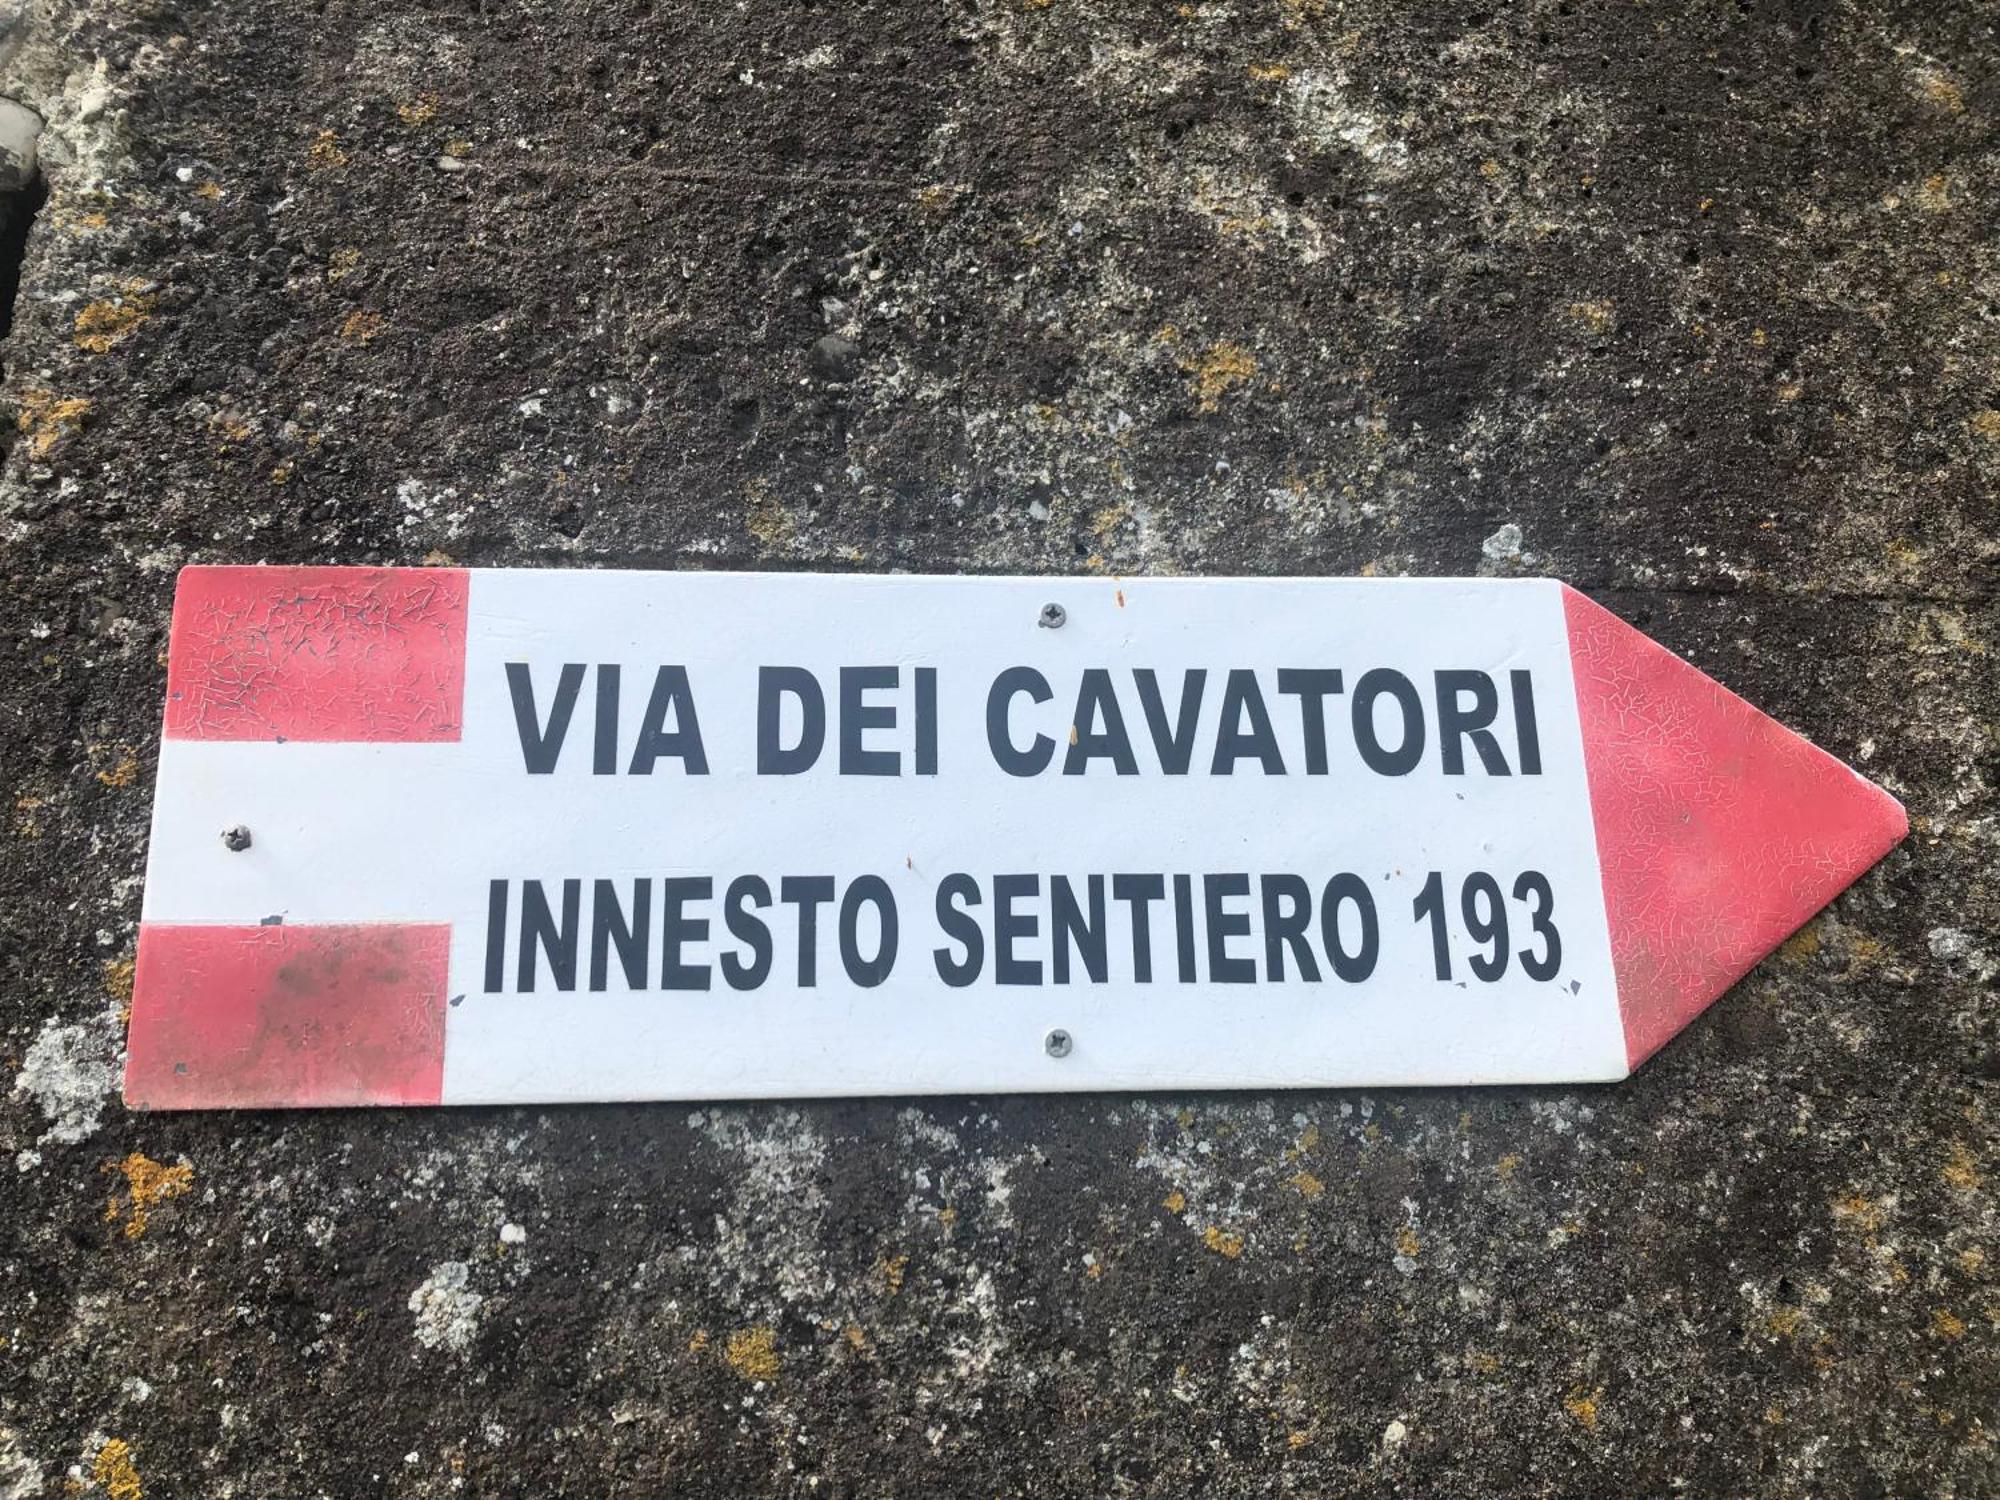 VIA DEI CAVATORI
INNESTO SENTIERO 193